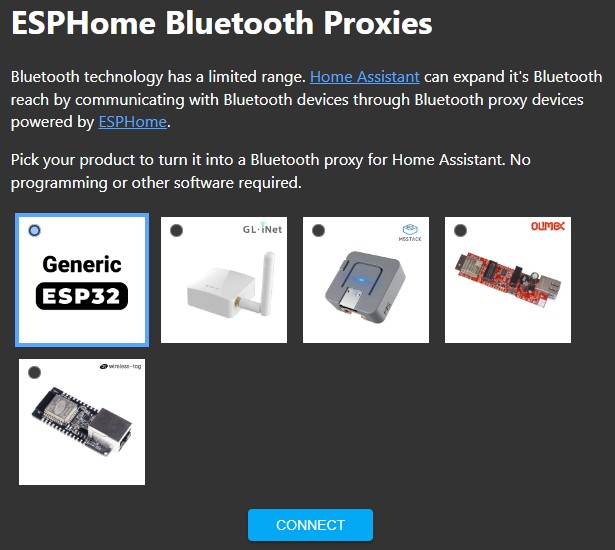 ESPHome Bluetooth Proxies
Bluetooth technology has a limited range. Home Assistant can expand it's Bluetooth
reach by communicating with Bluetooth devices through Bluetooth proxy devices
powered by ESPHome.
Pick your product to turn it into a Bluetooth proxy for Home Assistant. No
programming or other software required.
Generic
ESP32
GL·iNet
M5STACK
OLIMEX
wireless-tag
CONNECT